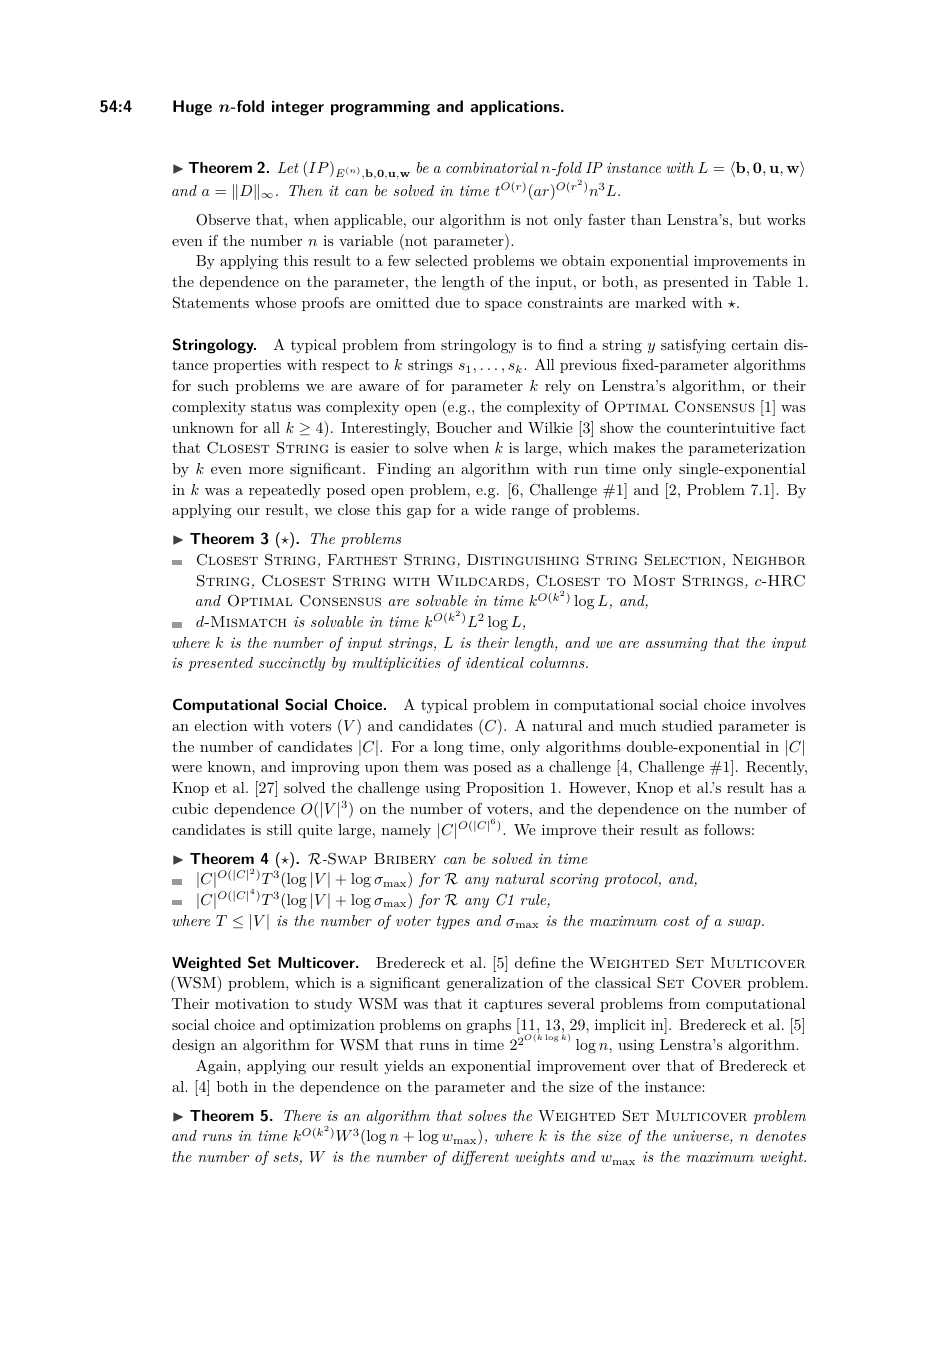 54:4 Huge n-fold integer programming and applications.
▶ Theorem 2. Let (IP)_{E^{(n)},b,0,u,w} be a combinatorial n-fold IP instance with L = ⟨b, 0, u, w⟩
and a = ‖D‖_∞. Then it can be solved in time t^{O(r)}(ar)^{O(r^2)}n^3L.
Observe that, when applicable, our algorithm is not only faster than Lenstra's, but works
even if the number n is variable (not parameter).
By applying this result to a few selected problems we obtain exponential improvements in
the dependence on the parameter, the length of the input, or both, as presented in Table 1.
Statements whose proofs are omitted due to space constraints are marked with ⋆.
Stringology. A typical problem from stringology is to find a string y satisfying certain dis-
tance properties with respect to k strings s_1, . . . , s_k. All previous fixed-parameter algorithms
for such problems we are aware of for parameter k rely on Lenstra's algorithm, or their
complexity status was complexity open (e.g., the complexity of Optimal Consensus [1] was
unknown for all k ≥ 4). Interestingly, Boucher and Wilkie [3] show the counterintuitive fact
that Closest String is easier to solve when k is large, which makes the parameterization
by k even more significant. Finding an algorithm with run time only single-exponential
in k was a repeatedly posed open problem, e.g. [6, Challenge #1] and [2, Problem 7.1]. By
applying our result, we close this gap for a wide range of problems.
▶ Theorem 3 (⋆). The problems
Closest String, Farthest String, Distinguishing String Selection, Neighbor
String, Closest String with Wildcards, Closest to Most Strings, c-HRC
and Optimal Consensus are solvable in time k^{O(k^2)} log L, and,
d-Mismatch is solvable in time k^{O(k^2)}L^2 log L,
where k is the number of input strings, L is their length, and we are assuming that the input
is presented succinctly by multiplicities of identical columns.
Computational Social Choice. A typical problem in computational social choice involves
an election with voters (V) and candidates (C). A natural and much studied parameter is
the number of candidates |C|. For a long time, only algorithms double-exponential in |C|
were known, and improving upon them was posed as a challenge [4, Challenge #1]. Recently,
Knop et al. [27] solved the challenge using Proposition 1. However, Knop et al.'s result has a
cubic dependence O(|V|^3) on the number of voters, and the dependence on the number of
candidates is still quite large, namely |C|^{O(|C|^6)}. We improve their result as follows:
▶ Theorem 4 (⋆). R-Swap Bribery can be solved in time
|C|^{O(|C|^2)}T^3(log |V| + log σ_max) for R any natural scoring protocol, and,
|C|^{O(|C|^4)}T^3(log |V| + log σ_max) for R any C1 rule,
where T ≤ |V| is the number of voter types and σ_max is the maximum cost of a swap.
Weighted Set Multicover. Bredereck et al. [5] define the Weighted Set Multicover
(WSM) problem, which is a significant generalization of the classical Set Cover problem.
Their motivation to study WSM was that it captures several problems from computational
social choice and optimization problems on graphs [11, 13, 29, implicit in]. Bredereck et al. [5]
design an algorithm for WSM that runs in time 2^{2^{O(k log k)}} log n, using Lenstra's algorithm.
Again, applying our result yields an exponential improvement over that of Bredereck et
al. [4] both in the dependence on the parameter and the size of the instance:
▶ Theorem 5. There is an algorithm that solves the Weighted Set Multicover problem
and runs in time k^{O(k^2)}W^3(log n + log w_max), where k is the size of the universe, n denotes
the number of sets, W is the number of different weights and w_max is the maximum weight.